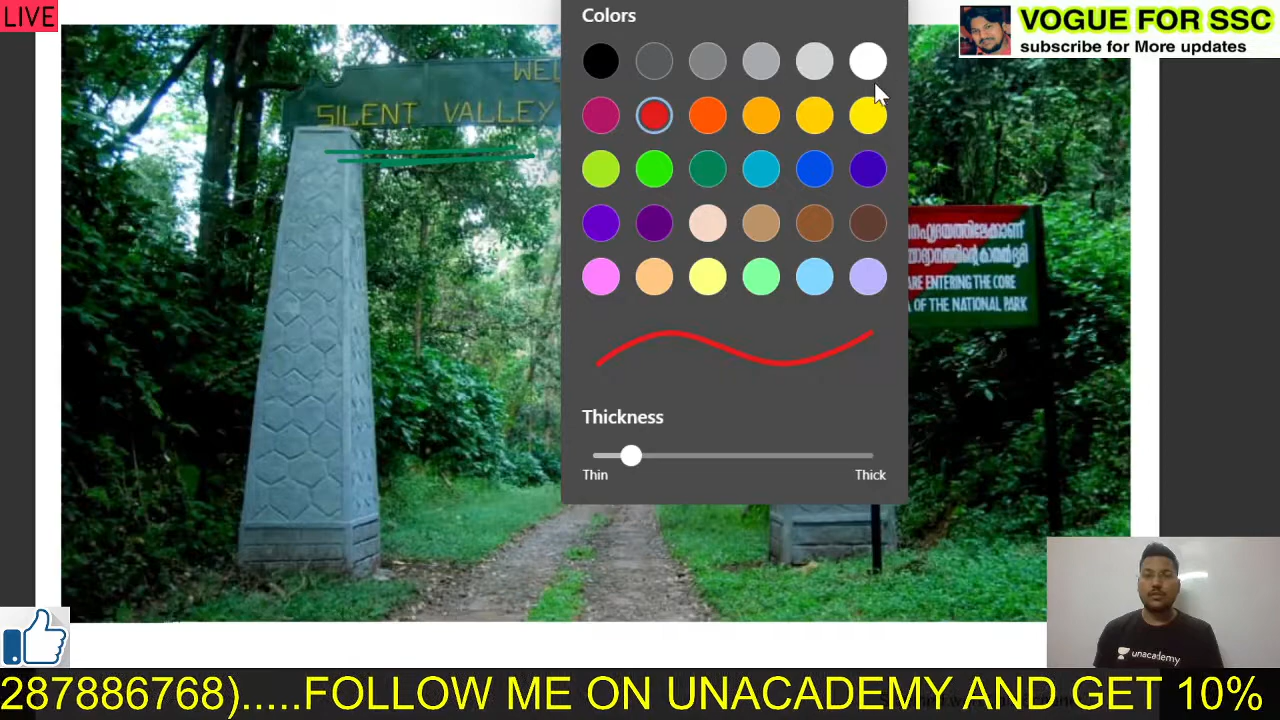 LIVE
Colors
VOGUE FOR SSC
subscribe for More updates
SILENT VALLEY
ARE ENTERING THE CORE
OF THE NATIONAL PARK
Thickness
Thin
Thick
unacademy
287886768).....FOLLOW ME ON UNACADEMY AND GET 10%